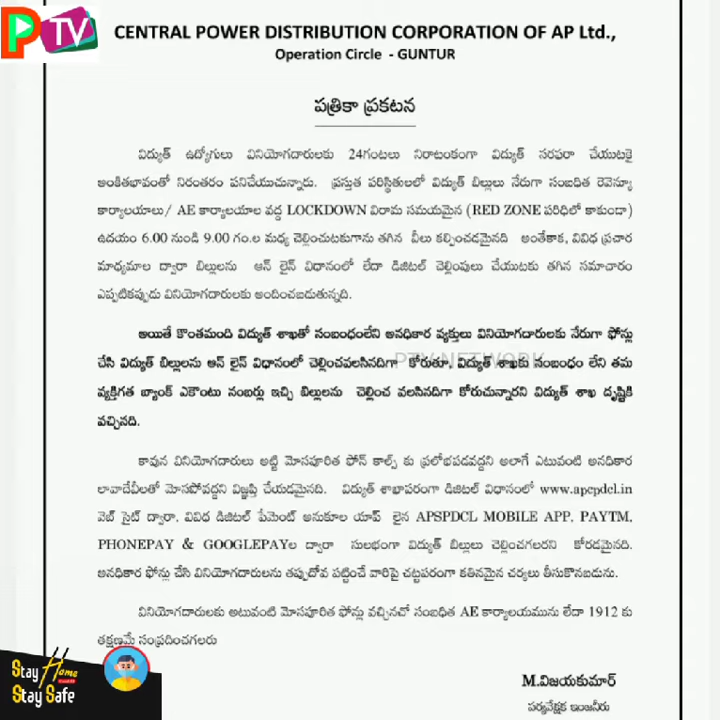 PTV
CENTRAL POWER DISTRIBUTION CORPORATION OF AP Ltd.,
Operation Circle - GUNTUR
పత్రికా ప్రకటన
విద్యుత్ ఉద్యోగులు వినియోగదారులకు 24గంటలు నిరాటంకంగా విద్యుత్ సరఫరా చేయుటకై
అంకితభావంతో నిరంతరం పనిచేయుచున్నారు. ప్రస్తుత పరిస్థితులలో విద్యుత్ బిల్లులు నేరుగా సంబధిత రెవెన్యూ
కార్యాలయాలు/ AE కార్యాలయాల వద్ద LOCKDOWN విరామ సమయమైన (RED ZONE పరిధిలో కాకుండా)
ఉదయం 6.00 నుండి 9.00 గం.ల మధ్య చెల్లించుటకుగాను తగిన వీలు కల్పించడమైనది అంతేకాక, వివిధ ప్రచార
మాధ్యమాల ద్వారా బిల్లులను ఆన్ లైన్ విధానంలో లేదా డిజిటల్ చెల్లింపులు చేయుటకు తగిన సమాచారం
ఎప్పటికప్పుడు వినియోగదారులకు అందించబడుతున్నది.
అయితే కొంతమంది విద్యుత్ శాఖతో సంబంధంలేని అనధికార వ్యక్తులు వినియోగదారులకు నేరుగా ఫోన్లు
చేసి విద్యుత్ బిల్లులను ఆన్ లైన్ విధానంలో చెల్లించవలసినదిగా కోరుతూ, విద్యుత్ శాఖకు సంబంధం లేని తమ
వ్యక్తిగత బ్యాంక్ ఎకౌంటు నంబర్లు ఇచ్చి బిల్లులను చెల్లించ వలసినదిగా కోరుచున్నారని విద్యుత్ శాఖ దృష్టికి
వచ్చినది.
PTV NETWORK
కావున వినియోగదారులు అట్టి మోసపూరిత ఫోన్ కాల్స్ కు ప్రలోభపడవద్దని అలాగే ఎటువంటి అనధికార
లావాదేవీలతో మోసపోవద్దని విజ్ఞప్తి చేయడమైనది. విద్యుత్ శాఖాపరంగా డిజిటల్ విధానంలో www.apcpdcl.in
వెబ్ సైట్ ద్వారా, వివిధ డిజిటల్ పేమెంట్ అనుకూల యాప్ లైన APSPDCL MOBILE APP, PAYTM,
PHONEPAY & GOOGLEPAYల ద్వారా సులభంగా విద్యుత్ బిల్లులు చెల్లించగలరని కోరడమైనది.
అనధికార ఫోన్లు చేసి వినియోగదారులను తప్పుదోవ పట్టించే వారిపై చట్టపరంగా కఠినమైన చర్యలు తీసుకొనబడును.
వినియోగదారులకు అటువంటి మోసపూరిత ఫోన్లు వచ్చినచో సంబధిత AE కార్యాలయమును లేదా 1912 కు
తక్షణమే సంప్రదించగలరు
M.విజయకుమార్
పర్యవేక్షక ఇంజనీరు
Stay Home
Stay Safe